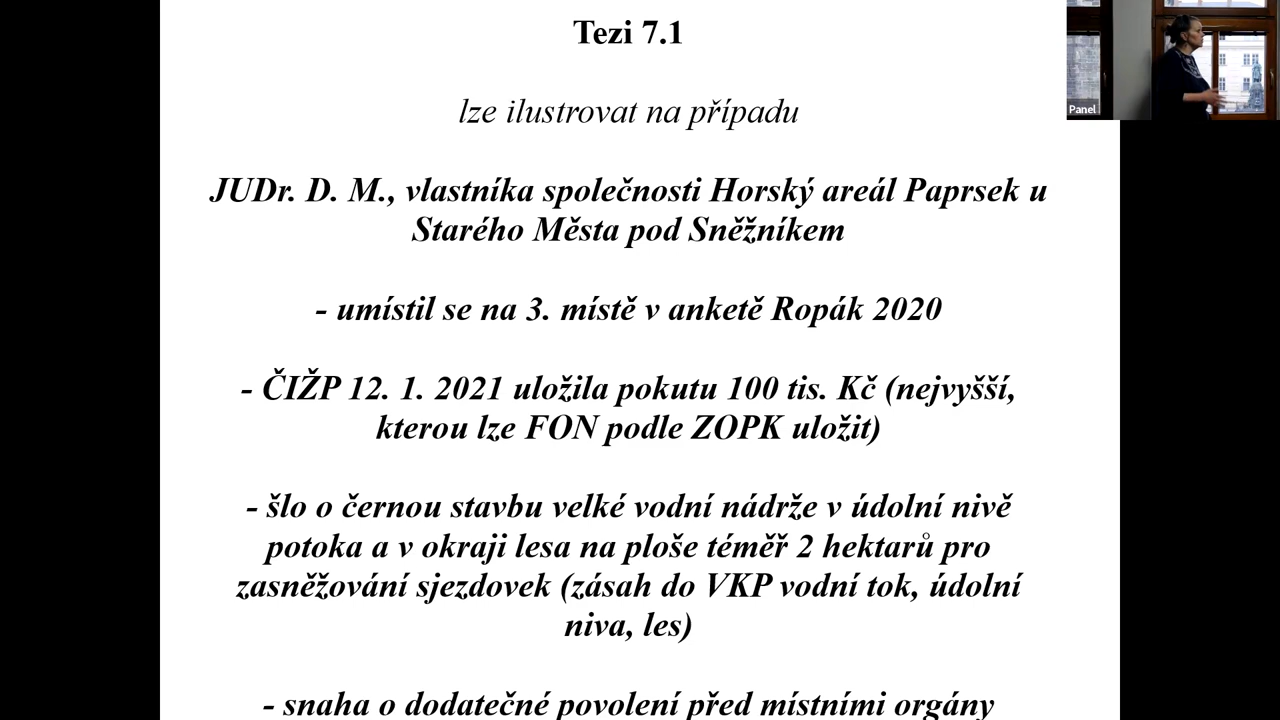 Tezi 7.1
lze ilustrovat na případu
JUDr. D. M., vlastníka společnosti Horský areál Paprsek u
Starého Města pod Sněžníkem
- umístil se na 3. místě v anketě Ropák 2020
- ČIŽP 12. 1. 2021 uložila pokutu 100 tis. Kč (nejvyšší,
kterou lze FON podle ZOPK uložit)
- šlo o černou stavbu velké vodní nádrže v údolní nivě
potoka a v okraji lesa na ploše téměř 2 hektarů pro
zasněžování sjezdovek (zásah do VKP vodní tok, údolní
niva, les)
- snaha o dodatečné povolení před místními orgány
Panel